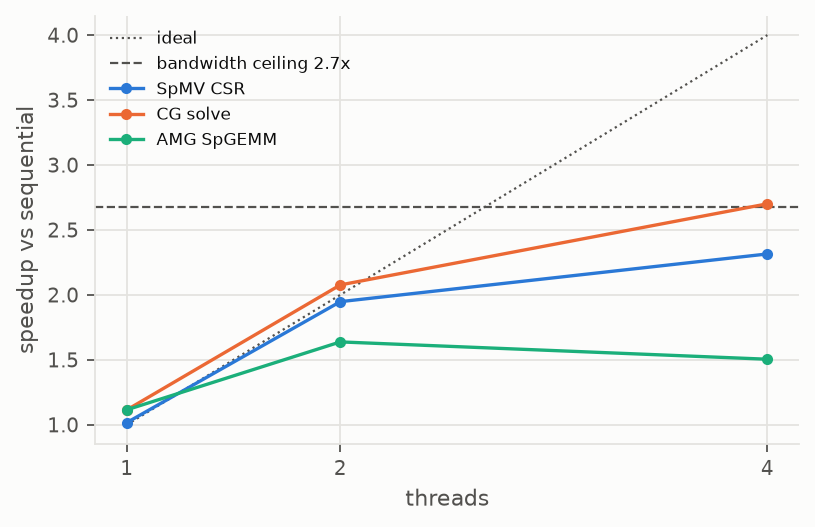 4.0
3.5
3.0
2.5
2.0
1.5
1.0
speedup vs sequential
ideal
bandwidth ceiling 2.7x
SpMV CSR
CG solve
AMG SpGEMM
1
2
4
threads